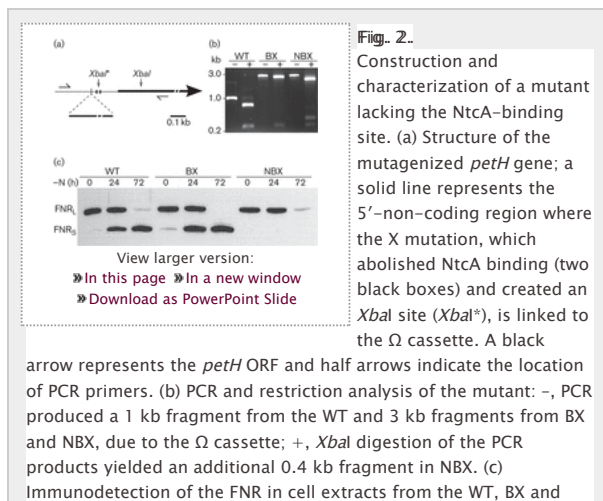 Fig. 2.
Construction and
characterization of a mutant
lacking the NtcA-binding
site. (a) Structure of the
mutagenized petH gene; a
solid line represents the
5′-non-coding region where
the X mutation, which
abolished NtcA binding (two
black boxes) and created an
XbaI site (XbaI*), is linked to
the Ω cassette. A black
arrow represents the petH ORF and half arrows indicate the location
of PCR primers. (b) PCR and restriction analysis of the mutant: –, PCR
produced a 1 kb fragment from the WT and 3 kb fragments from BX
and NBX, due to the Ω cassette; +, XbaI digestion of the PCR
products yielded an additional 0.4 kb fragment in NBX. (c)
Immunodetection of the FNR in cell extracts from the WT, BX and
(a)
XbaI* XbaI
0.1 kb
(b)
WT BX NBX
kb – + – + – +
3.0
1.0
0.2
(c)
WT BX NBX
–N (h) 0 24 72 0 24 72 0 24 72
FNRL
FNRS
View larger version:
»In this page »In a new window
»Download as PowerPoint Slide